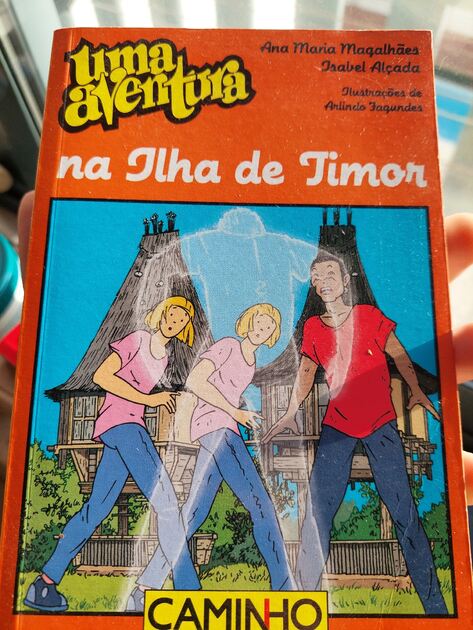 uma
aventura
Ana Maria Magalhães
Isabel Alçada
Ilustrações de
Arlindo Fagundes
na Ilha de Timor
CAMINHO